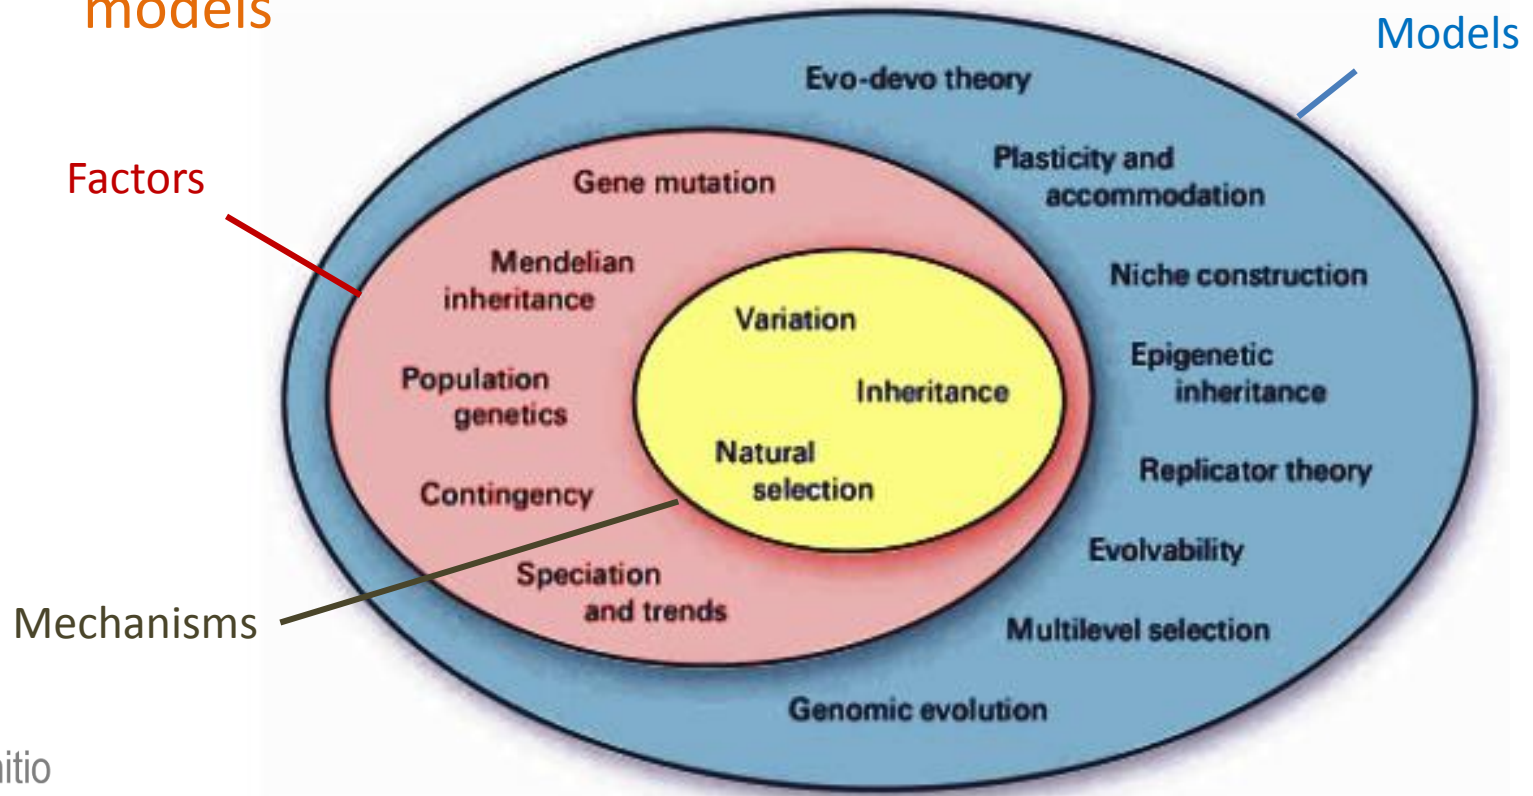 models
Models
Evo-devo theory
Plasticity and
accommodation
Factors
Gene mutation
Mendelian
inheritance
Niche construction
Variation
Epigenetic
inheritance
Population
genetics
Inheritance
Natural
selection
Replicator theory
Contingency
Evolvability
Speciation
and trends
Mechanisms
Multilevel selection
Genomic evolution
nitio